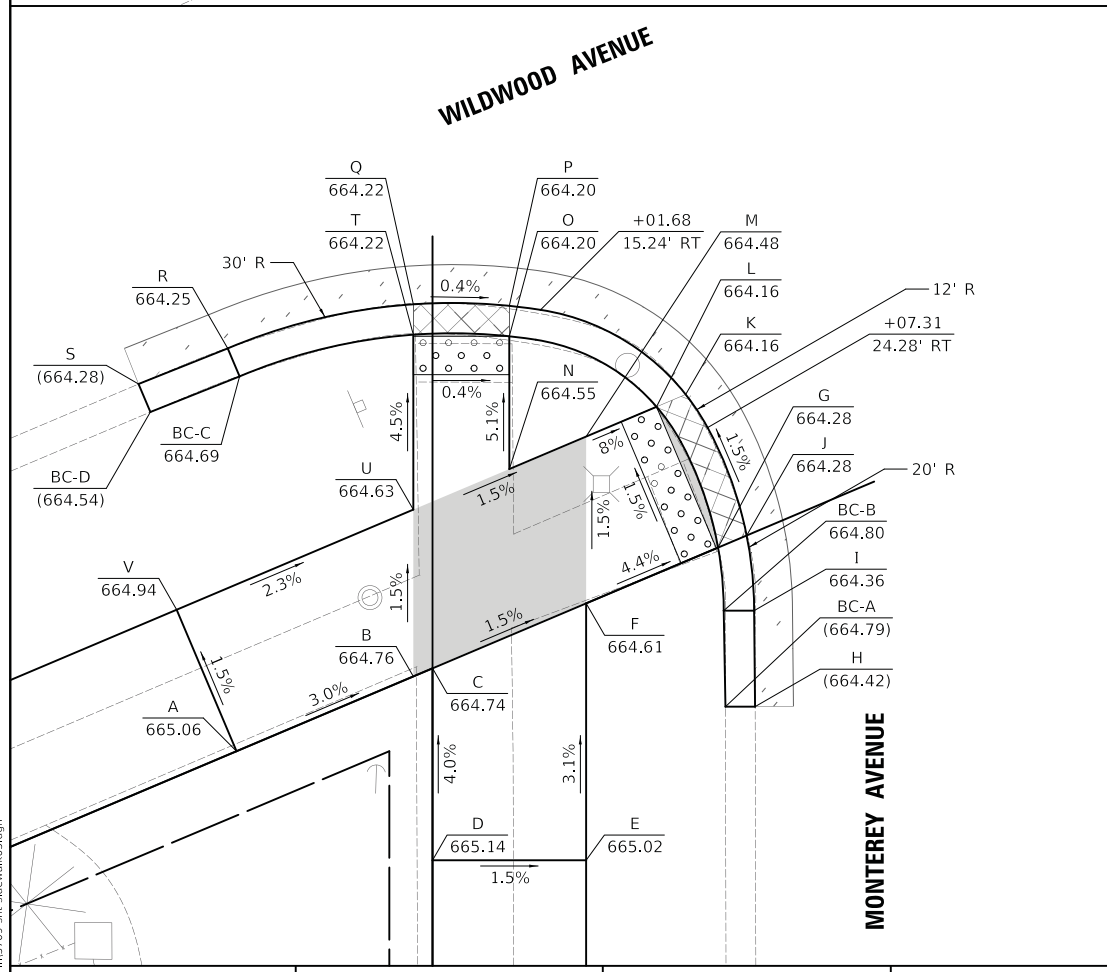 WILDWOOD AVENUE
Q
664.22
P
664.20
T
664.22
O
664.20
+01.68
15.24' RT
M
664.48
R
664.25
30' R
0.4%
L
664.16
12' R
K
664.16
+07.31
24.28' RT
S
(664.28)
0.4%
N
664.55
G
664.28
BC-C
664.69
4.5%
5.1%
8%
1.5%
J
664.28
BC-D
(664.54)
U
664.63
1.5%
1.5%
1.5%
20' R
BC-B
664.80
V
664.94
2.3%
1.5%
1.5%
4.4%
I
664.36
B
664.76
F
664.61
BC-A
(664.79)
1.5%
3.0%
C
664.74
H
(664.42)
A
665.06
4.0%
3.1%
MONTEREY AVENUE
D
665.14
E
665.02
1.5%